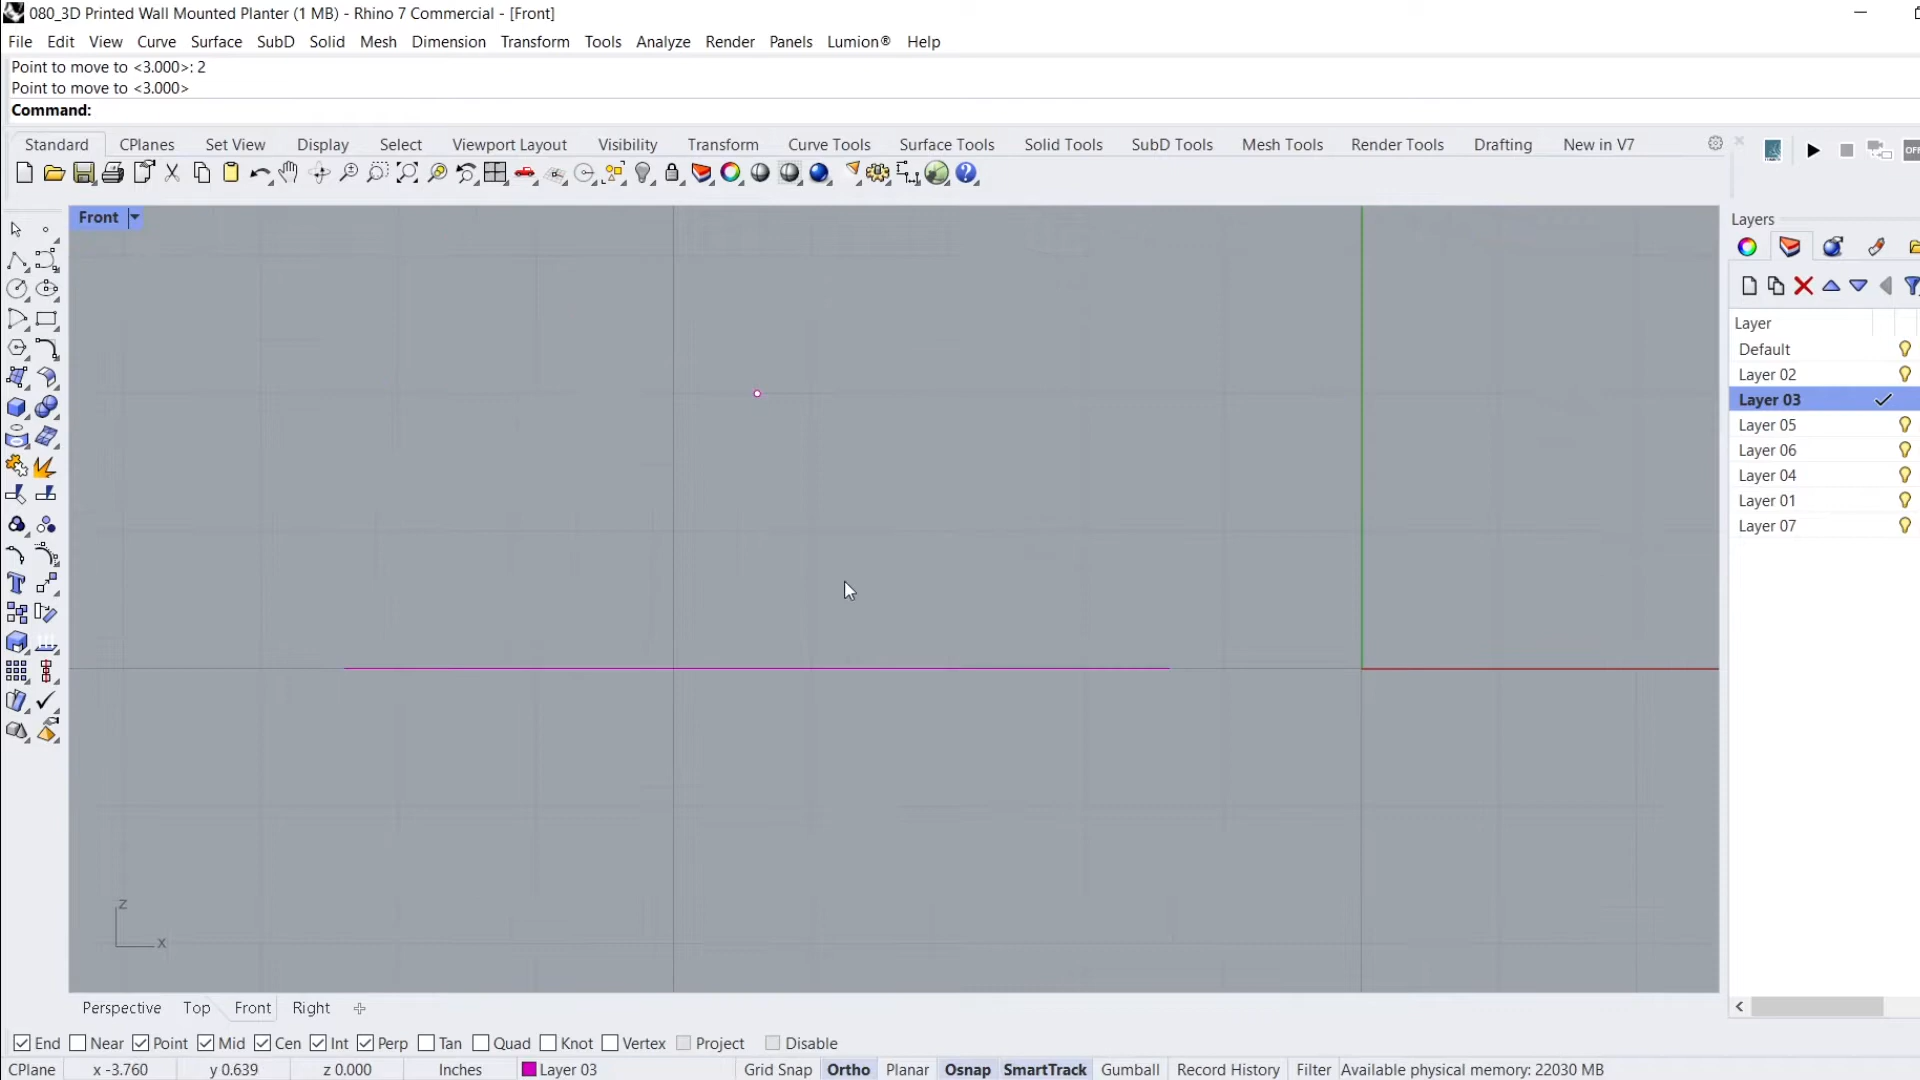 080_3D Printed Wall Mounted Planter (1 MB) - Rhino 7 Commercial - [Front]
File Edit View Curve Surface SubD Solid Mesh Dimension Transform Tools Analyze Render Panels Lumion® Help
Point to move to <3.000>: 2
Point to move to <3.000>
Command:
Standard CPlanes Set View Display Select Viewport Layout Visibility Transform Curve Tools Surface Tools Solid Tools SubD Tools Mesh Tools Render Tools Drafting New in V7
OFF
Front
Layers
Layer
Default
Layer 02
Layer 03
Layer 05
Layer 06
Layer 04
Layer 01
Layer 07
z
x
Perspective Top Front Right
End Near Point Mid Cen Int Perp Tan Quad Knot Vertex Project Disable
CPlane x -3.760 y 0.639 z 0.000 Inches Layer 03 Grid Snap Ortho Planar Osnap SmartTrack Gumball Record History Filter Available physical memory: 22030 MB